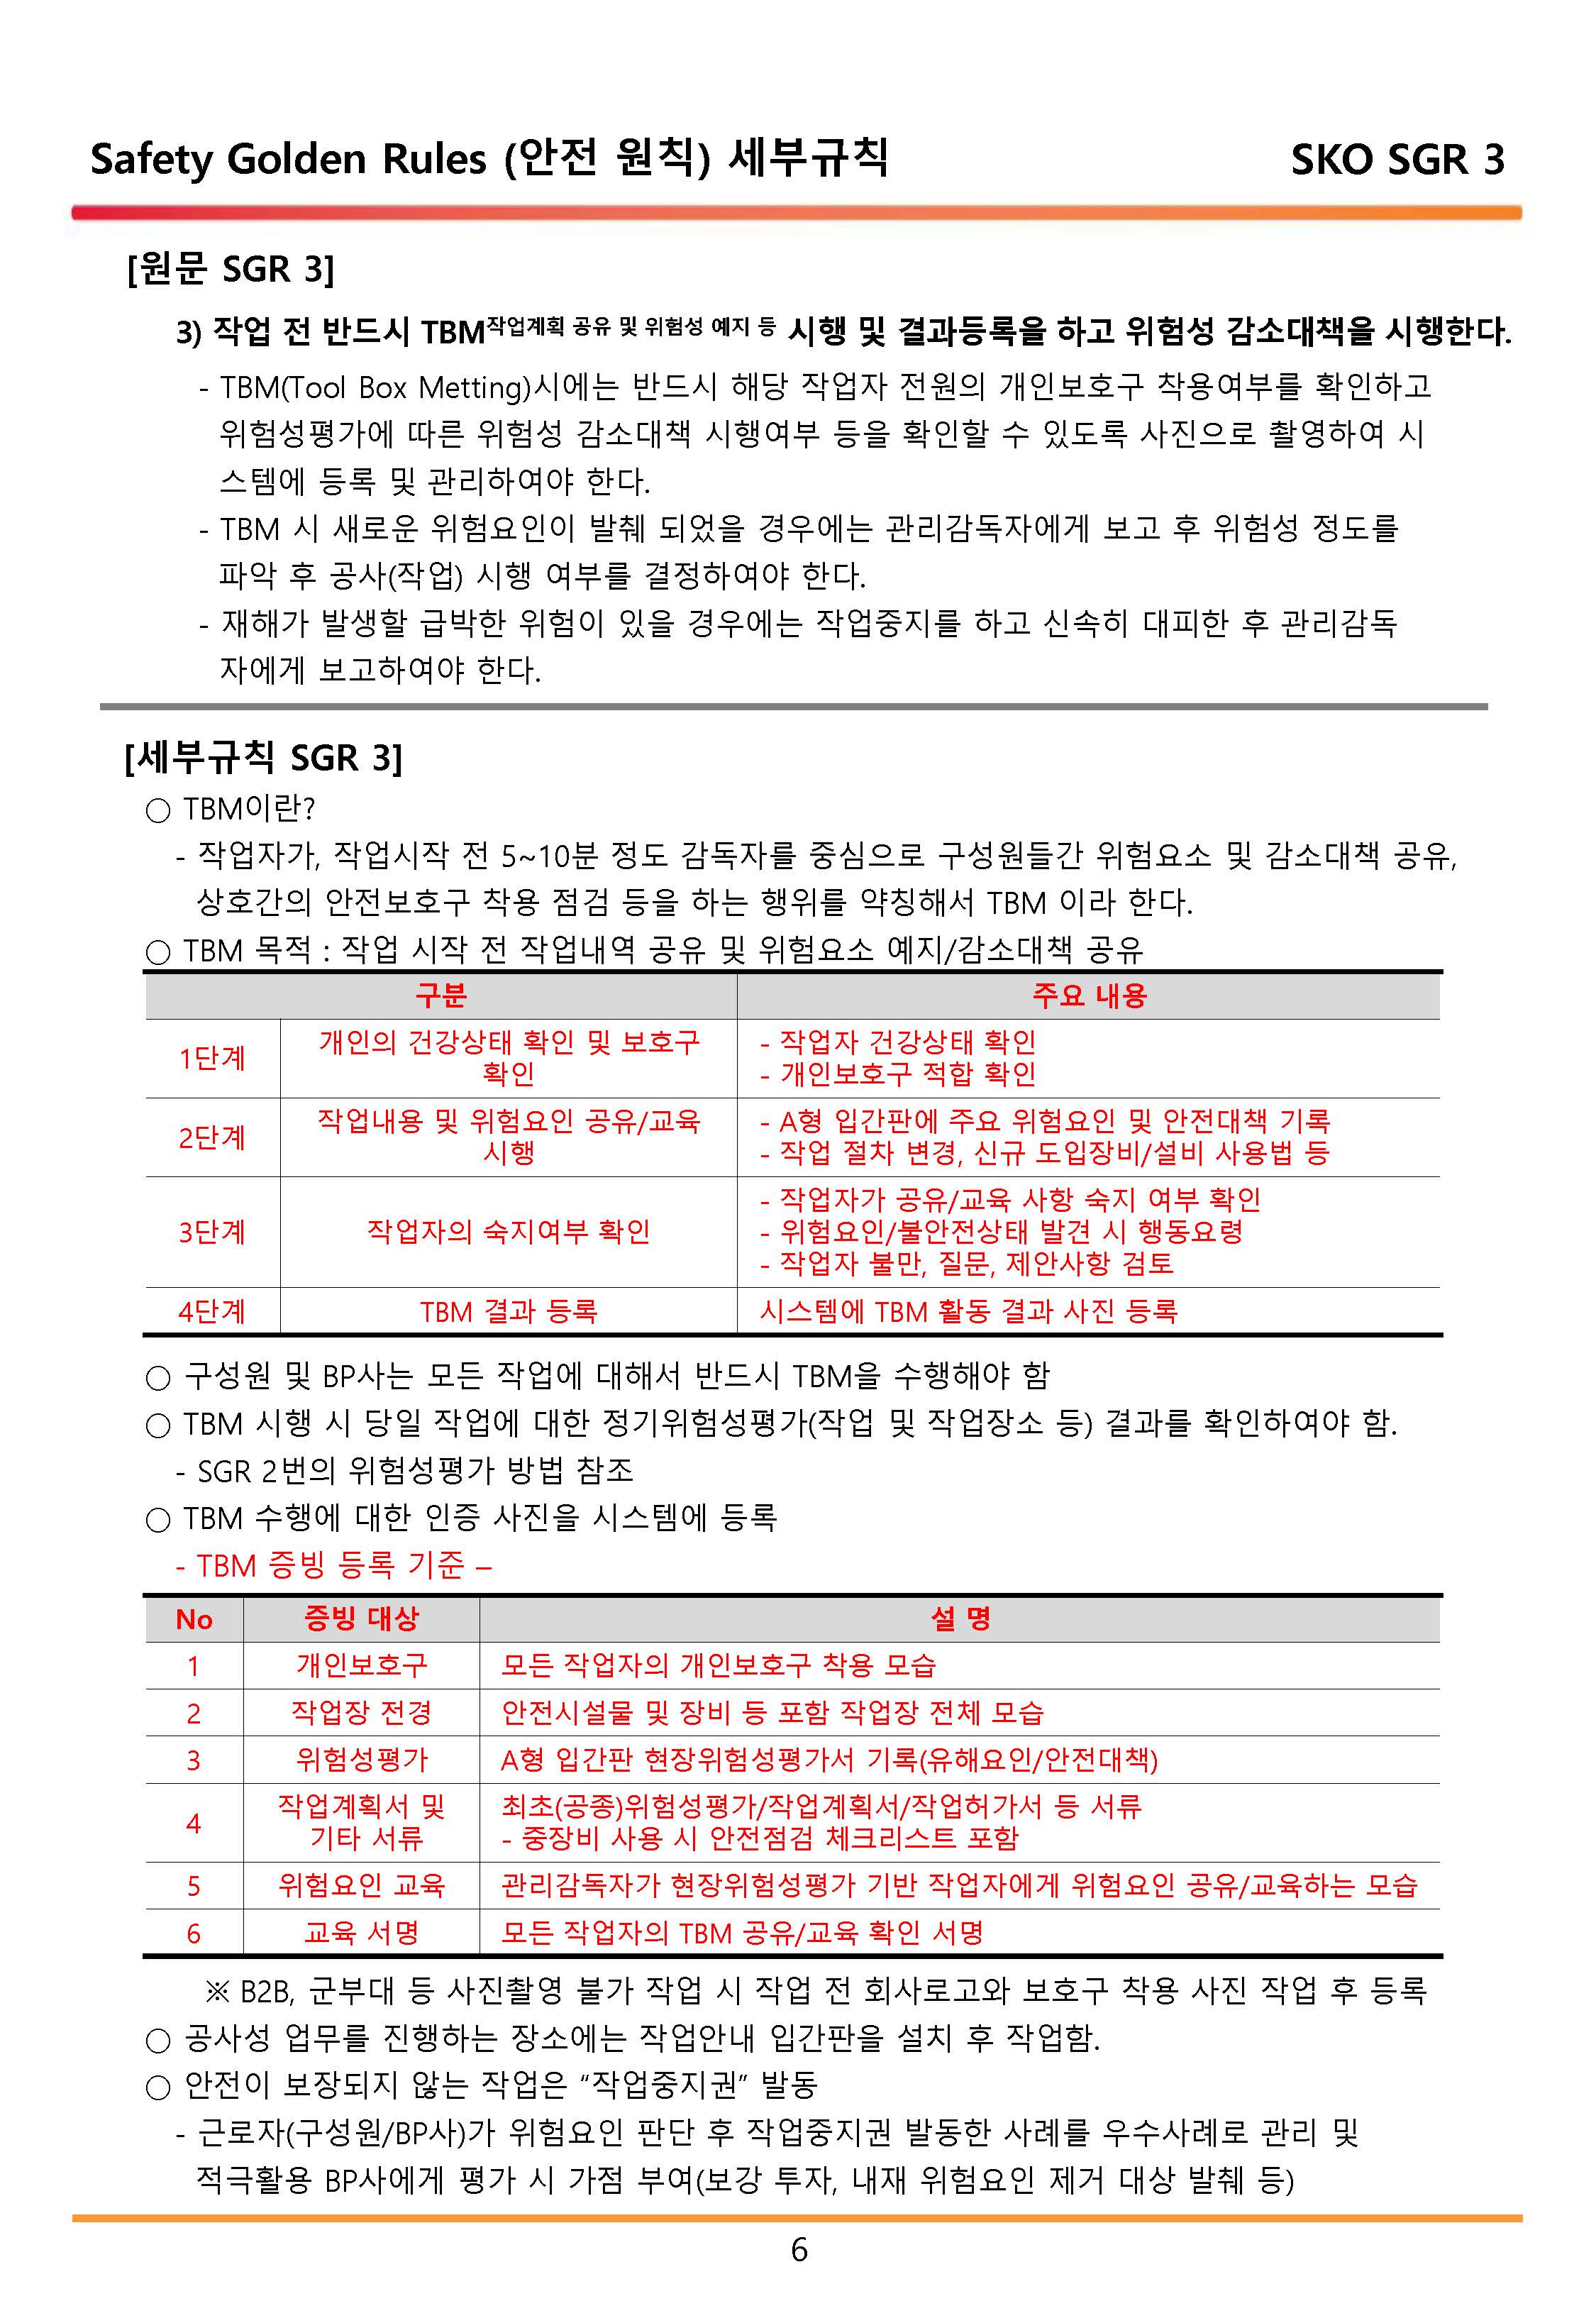 Safety Golden Rules (안전 원칙) 세부규칙 SKO SGR 3
[원문 SGR 3]
3) 작업 전 반드시 TBM작업계획 공유 및 위험성 예지 등 시행 및 결과등록을 하고 위험성 감소대책을 시행한다.
- TBM(Tool Box Metting)시에는 반드시 해당 작업자 전원의 개인보호구 착용여부를 확인하고
위험성평가에 따른 위험성 감소대책 시행여부 등을 확인할 수 있도록 사진으로 촬영하여 시
스템에 등록 및 관리하여야 한다.
- TBM 시 새로운 위험요인이 발췌 되었을 경우에는 관리감독자에게 보고 후 위험성 정도를
파악 후 공사(작업) 시행 여부를 결정하여야 한다.
- 재해가 발생할 급박한 위험이 있을 경우에는 작업중지를 하고 신속히 대피한 후 관리감독
자에게 보고하여야 한다.
[세부규칙 SGR 3]
○ TBM이란?
- 작업자가, 작업시작 전 5~10분 정도 감독자를 중심으로 구성원들간 위험요소 및 감소대책 공유,
상호간의 안전보호구 착용 점검 등을 하는 행위를 약칭해서 TBM 이라 한다.
○ TBM 목적 : 작업 시작 전 작업내역 공유 및 위험요소 예지/감소대책 공유
구분 주요 내용
1단계 개인의 건강상태 확인 및 보호구
확인
- 작업자 건강상태 확인
- 개인보호구 적합 확인
2단계 작업내용 및 위험요인 공유/교육
시행
- A형 입간판에 주요 위험요인 및 안전대책 기록
- 작업 절차 변경, 신규 도입장비/설비 사용법 등
3단계 작업자의 숙지여부 확인
- 작업자가 공유/교육 사항 숙지 여부 확인
- 위험요인/불안전상태 발견 시 행동요령
- 작업자 불만, 질문, 제안사항 검토
4단계 TBM 결과 등록 시스템에 TBM 활동 결과 사진 등록
○ 구성원 및 BP사는 모든 작업에 대해서 반드시 TBM을 수행해야 함
○ TBM 시행 시 당일 작업에 대한 정기위험성평가(작업 및 작업장소 등) 결과를 확인하여야 함.
- SGR 2번의 위험성평가 방법 참조
○ TBM 수행에 대한 인증 사진을 시스템에 등록
- TBM 증빙 등록 기준 –
No 증빙 대상 설 명
1 개인보호구 모든 작업자의 개인보호구 착용 모습
2 작업장 전경 안전시설물 및 장비 등 포함 작업장 전체 모습
3 위험성평가 A형 입간판 현장위험성평가서 기록(유해요인/안전대책)
4 작업계획서 및
기타 서류
최초(공종)위험성평가/작업계획서/작업허가서 등 서류
- 중장비 사용 시 안전점검 체크리스트 포함
5 위험요인 교육 관리감독자가 현장위험성평가 기반 작업자에게 위험요인 공유/교육하는 모습
6 교육 서명 모든 작업자의 TBM 공유/교육 확인 서명
※ B2B, 군부대 등 사진촬영 불가 작업 시 작업 전 회사로고와 보호구 착용 사진 작업 후 등록
○ 공사성 업무를 진행하는 장소에는 작업안내 입간판을 설치 후 작업함.
○ 안전이 보장되지 않는 작업은 “작업중지권” 발동
- 근로자(구성원/BP사)가 위험요인 판단 후 작업중지권 발동한 사례를 우수사례로 관리 및
적극활용 BP사에게 평가 시 가점 부여(보강 투자, 내재 위험요인 제거 대상 발췌 등)
6